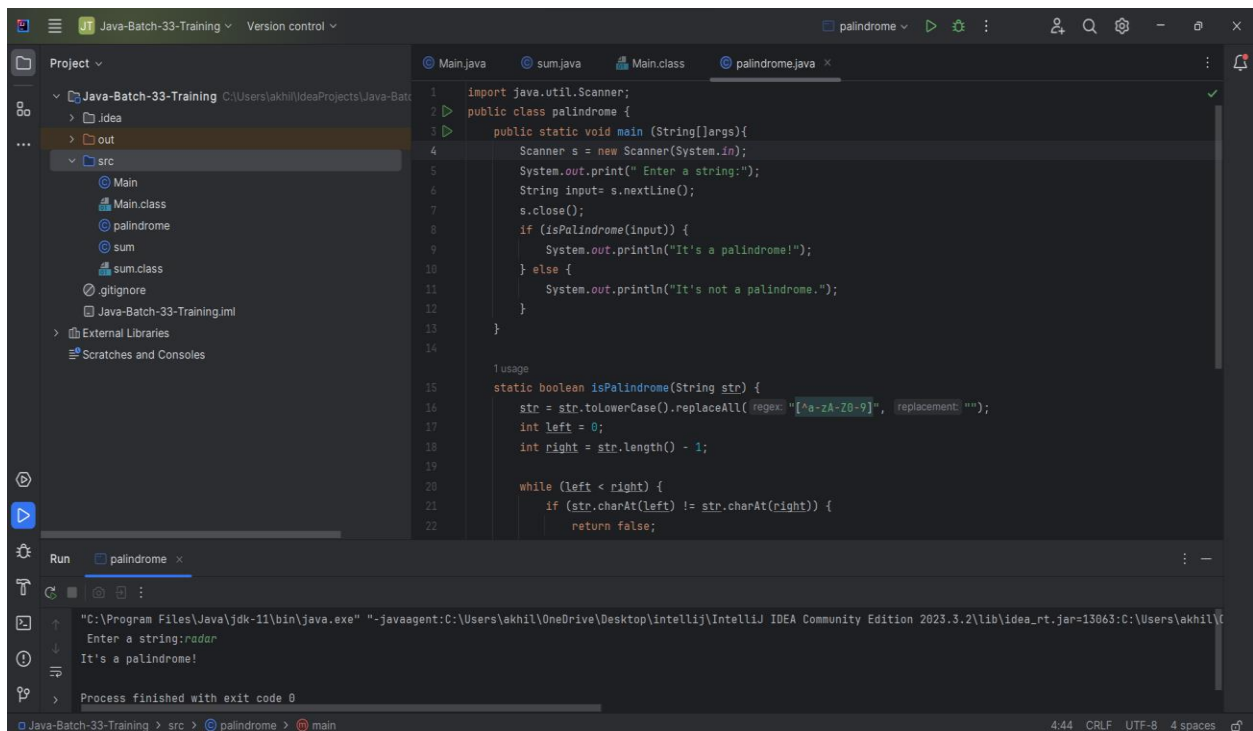 JT Java-Batch-33-Training Version control palindrome
Project
Main.java sum.java Main.class palindrome.java
Java-Batch-33-Training C:\Users\akhil\IdeaProjects\Java-Batc
.idea
out
src
Main
Main.class
palindrome
sum
sum.class
.gitignore
Java-Batch-33-Training.iml
External Libraries
Scratches and Consoles
1 import java.util.Scanner;
2 public class palindrome {
3 public static void main (String[]args){
4 Scanner s = new Scanner(System.in);
5 System.out.print(" Enter a string:");
6 String input= s.nextLine();
7 s.close();
8 if (isPalindrome(input)) {
9 System.out.println("It's a palindrome!");
10 } else {
11 System.out.println("It's not a palindrome.");
12 }
13 }
14
1 usage
15 static boolean isPalindrome(String str) {
16 str = str.toLowerCase().replaceAll( regex: "[^a-zA-Z0-9]", replacement: "");
17 int left = 0;
18 int right = str.length() - 1;
19
20 while (left < right) {
21 if (str.charAt(left) != str.charAt(right)) {
22 return false;
Run palindrome
"C:\Program Files\Java\jdk-11\bin\java.exe" "-javaagent:C:\Users\akhil\OneDrive\Desktop\intellij\IntelliJ IDEA Community Edition 2023.3.2\lib\idea_rt.jar=13063:C:\Users\akhil\O
Enter a string:radar
It's a palindrome!
Process finished with exit code 0
Java-Batch-33-Training > src > palindrome > main 4:44 CRLF UTF-8 4 spaces